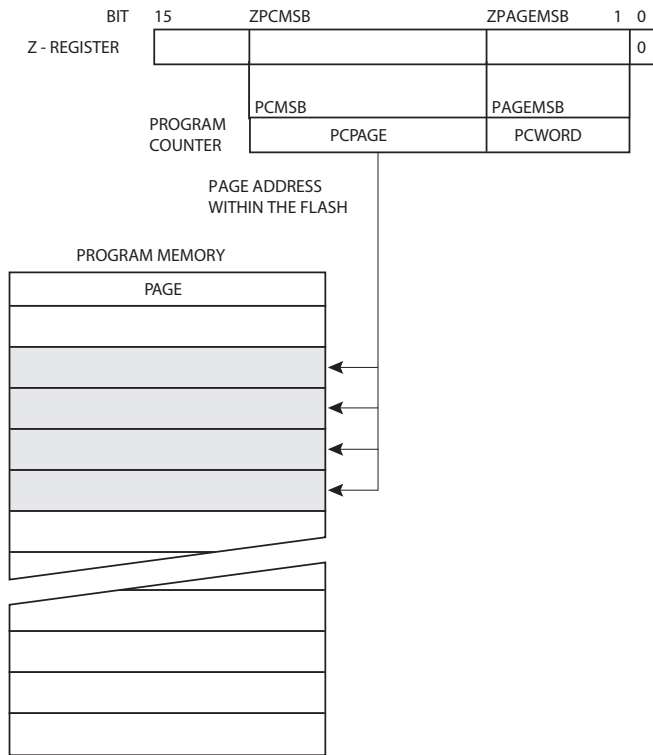 BIT 15 ZPCMSB ZPAGEMSB 1 0
Z - REGISTER 0
PCMSB PAGEMSB
PROGRAM
COUNTER
PCPAGE PCWORD
PAGE ADDRESS
WITHIN THE FLASH
PROGRAM MEMORY
PAGE